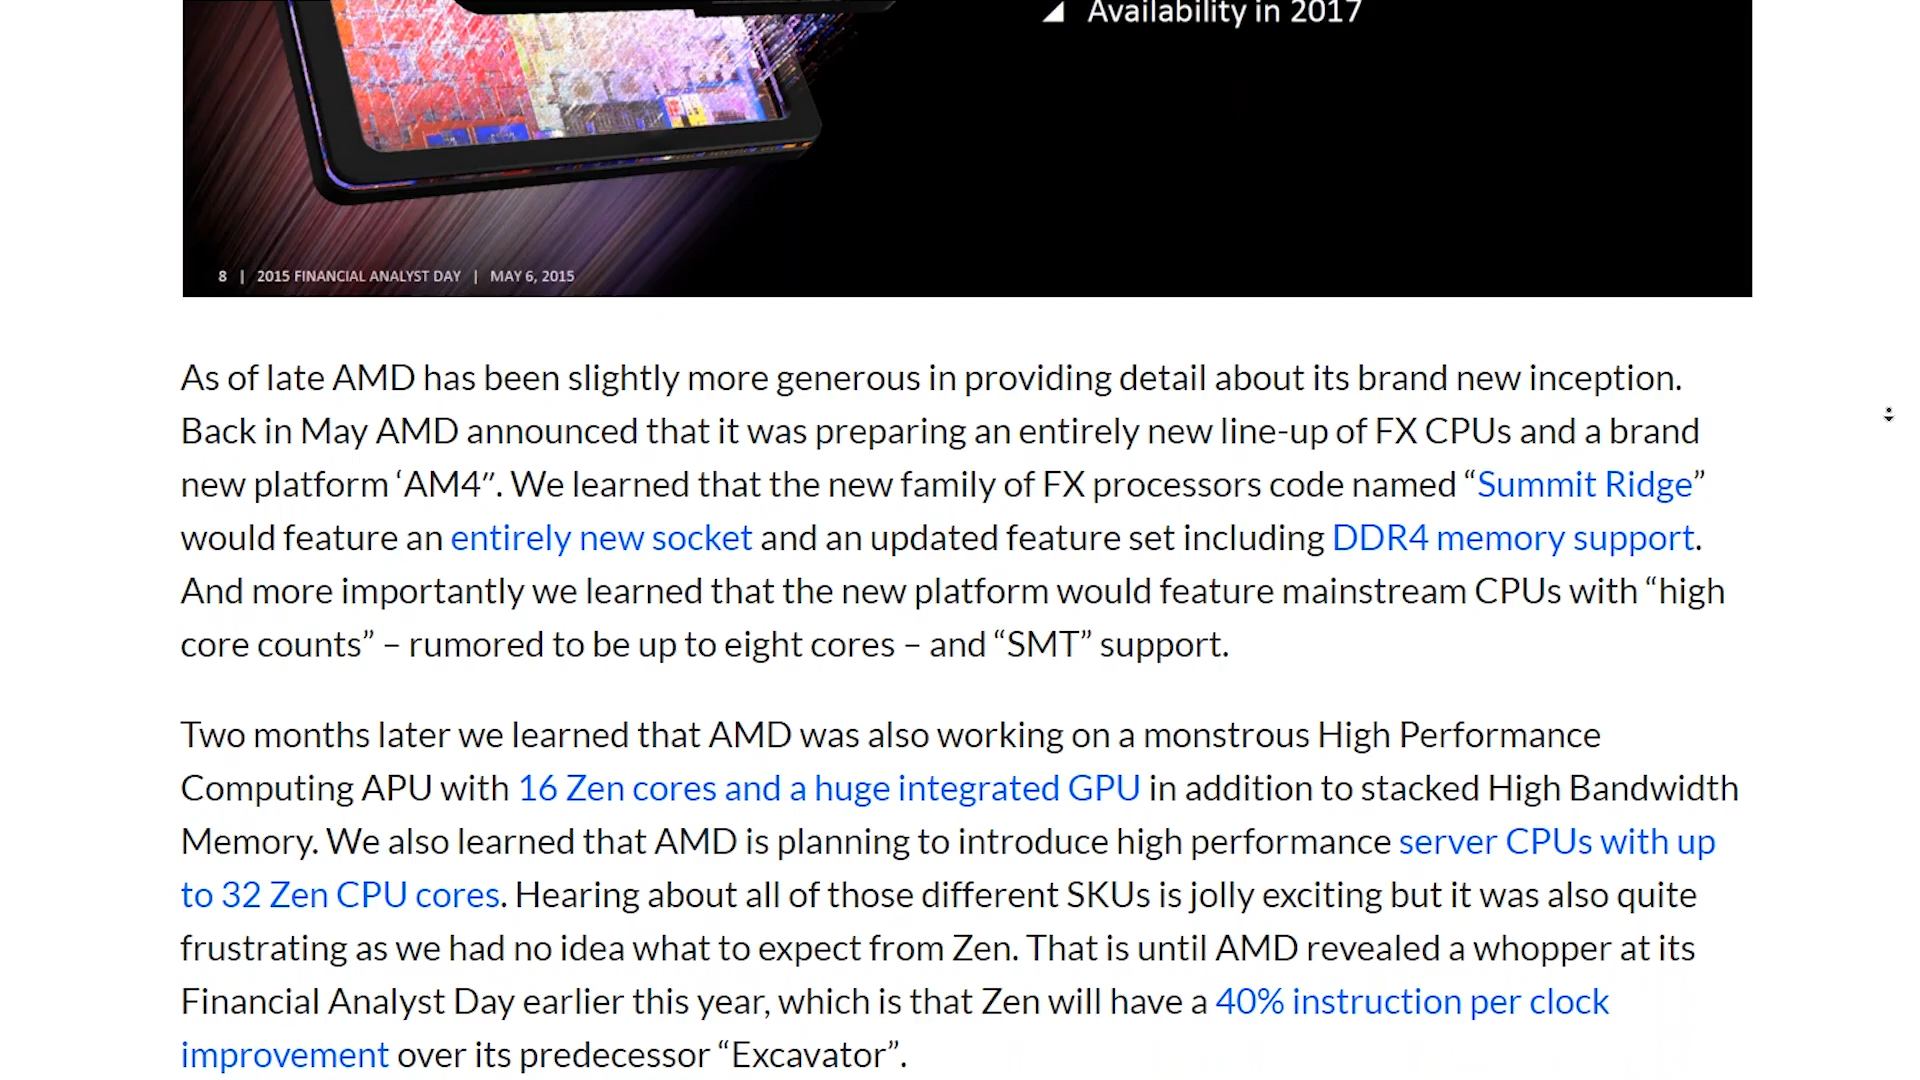 Availability in 2017
8 | 2015 FINANCIAL ANALYST DAY | MAY 6, 2015
As of late AMD has been slightly more generous in providing detail about its brand new inception.
Back in May AMD announced that it was preparing an entirely new line-up of FX CPUs and a brand
new platform ‘AM4″. We learned that the new family of FX processors code named “Summit Ridge”
would feature an entirely new socket and an updated feature set including DDR4 memory support.
And more importantly we learned that the new platform would feature mainstream CPUs with “high
core counts” – rumored to be up to eight cores – and “SMT” support.
Two months later we learned that AMD was also working on a monstrous High Performance
Computing APU with 16 Zen cores and a huge integrated GPU in addition to stacked High Bandwidth
Memory. We also learned that AMD is planning to introduce high performance server CPUs with up
to 32 Zen CPU cores. Hearing about all of those different SKUs is jolly exciting but it was also quite
frustrating as we had no idea what to expect from Zen. That is until AMD revealed a whopper at its
Financial Analyst Day earlier this year, which is that Zen will have a 40% instruction per clock
improvement over its predecessor “Excavator”.